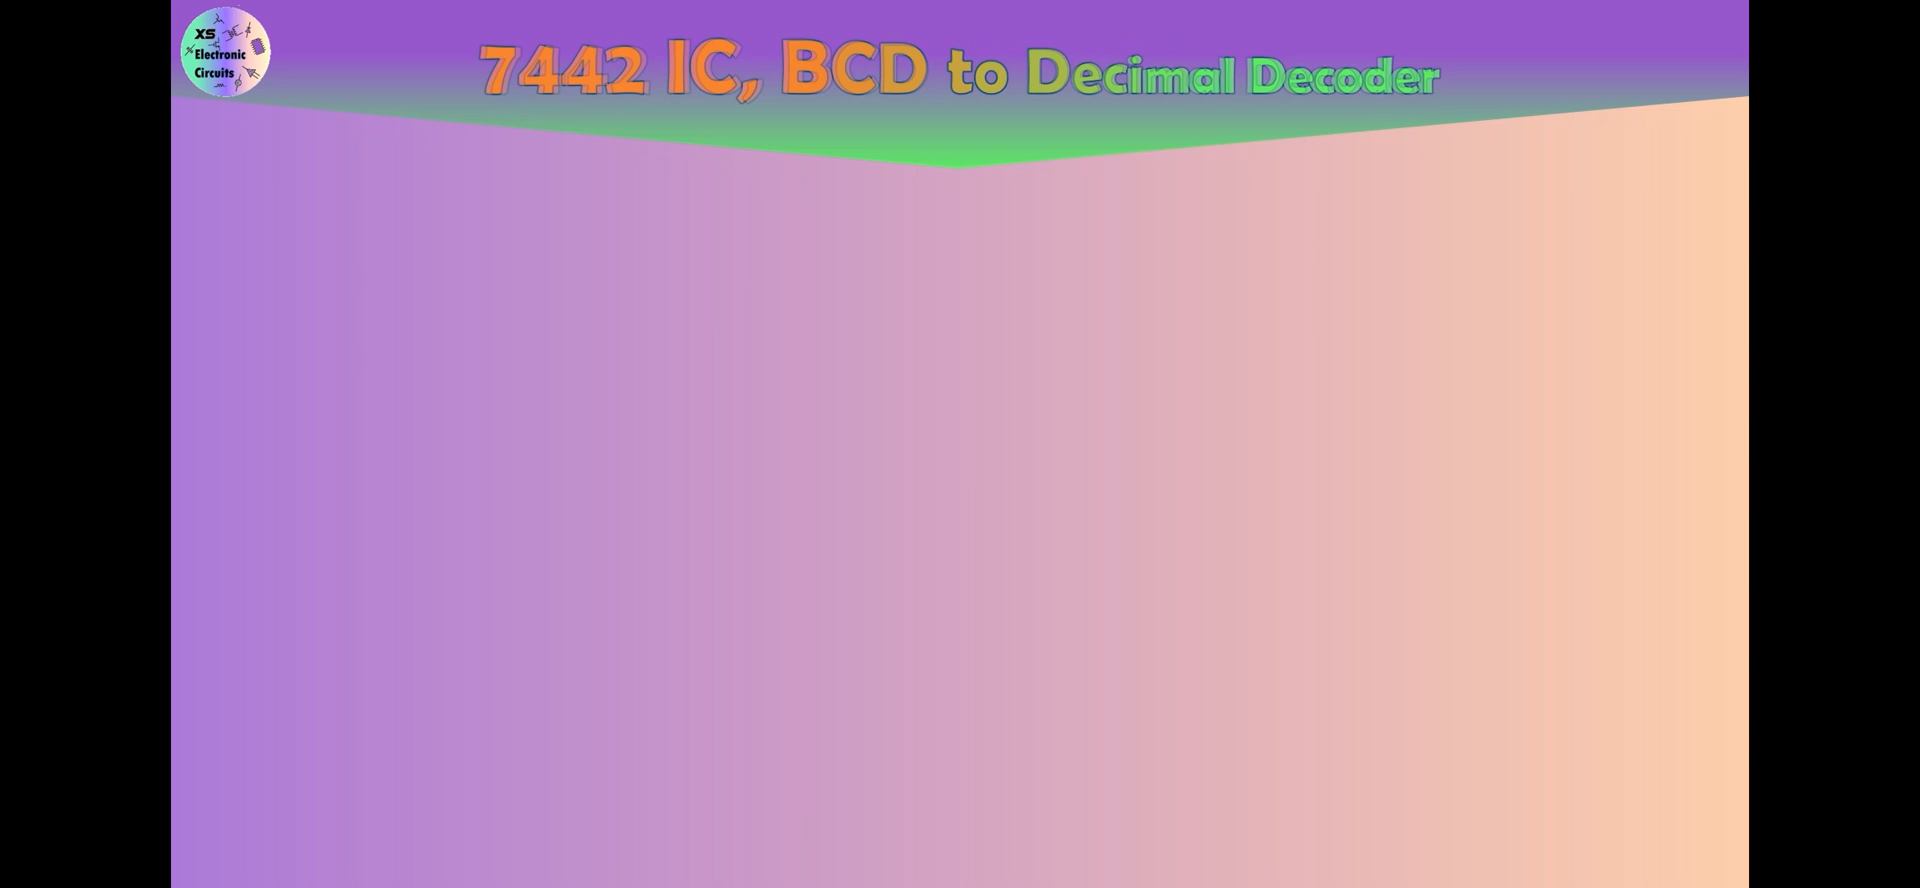 XS
Electronic
Circuits
7442 IC, BCD to Decimal Decoder